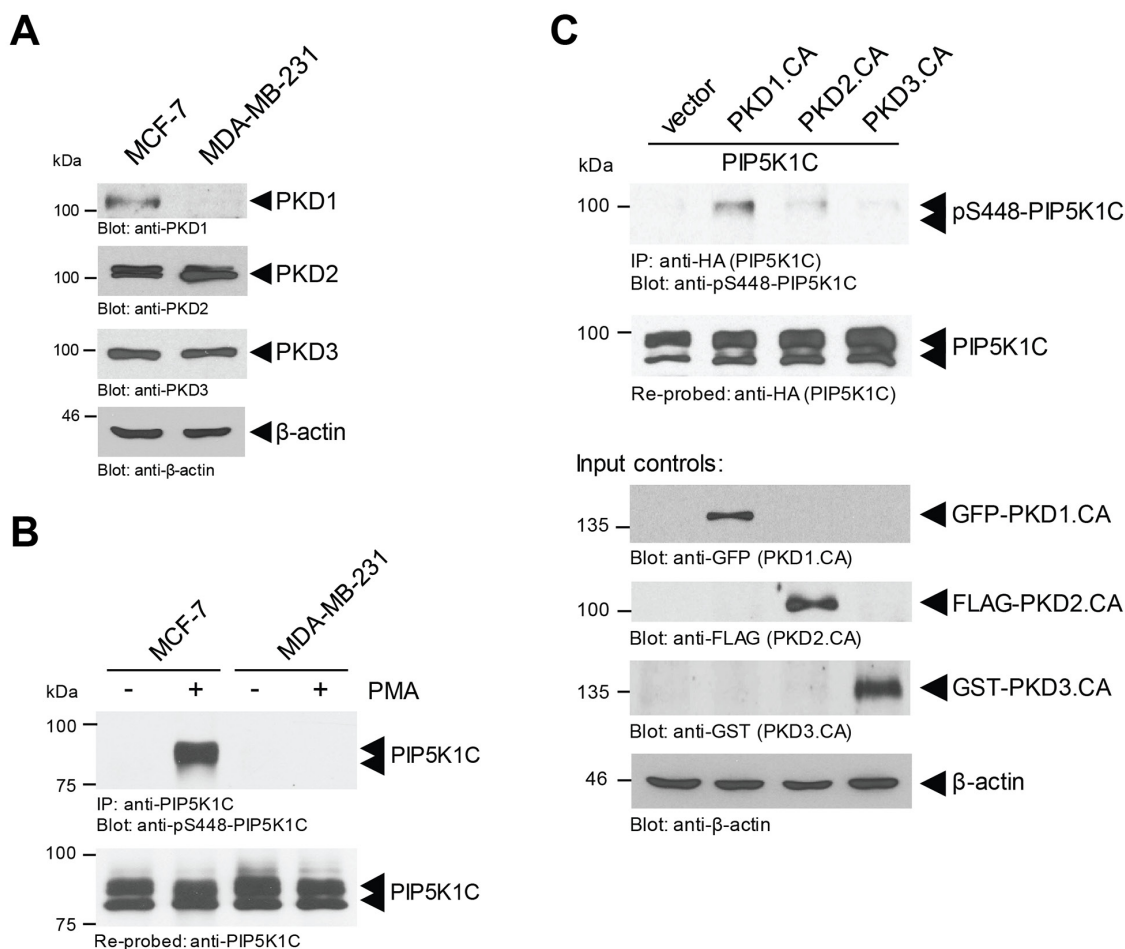 A
MCF-7
MDA-MB-231
kDa
100
PKD1
Blot: anti-PKD1
100
PKD2
Blot: anti-PKD2
100
PKD3
Blot: anti-PKD3
46
β-actin
Blot: anti-β-actin
B
MCF-7
MDA-MB-231
kDa
- + - + PMA
100
PIP5K1C
75
IP: anti-PIP5K1C
Blot: anti-pS448-PIP5K1C
100
PIP5K1C
75
Re-probed: anti-PIP5K1C
C
vector
PKD1.CA
PKD2.CA
PKD3.CA
PIP5K1C
kDa
100
pS448-PIP5K1C
IP: anti-HA (PIP5K1C)
Blot: anti-pS448-PIP5K1C
100
PIP5K1C
Re-probed: anti-HA (PIP5K1C)
Input controls:
135
GFP-PKD1.CA
Blot: anti-GFP (PKD1.CA)
100
FLAG-PKD2.CA
Blot: anti-FLAG (PKD2.CA)
135
GST-PKD3.CA
Blot: anti-GST (PKD3.CA)
46
β-actin
Blot: anti-β-actin